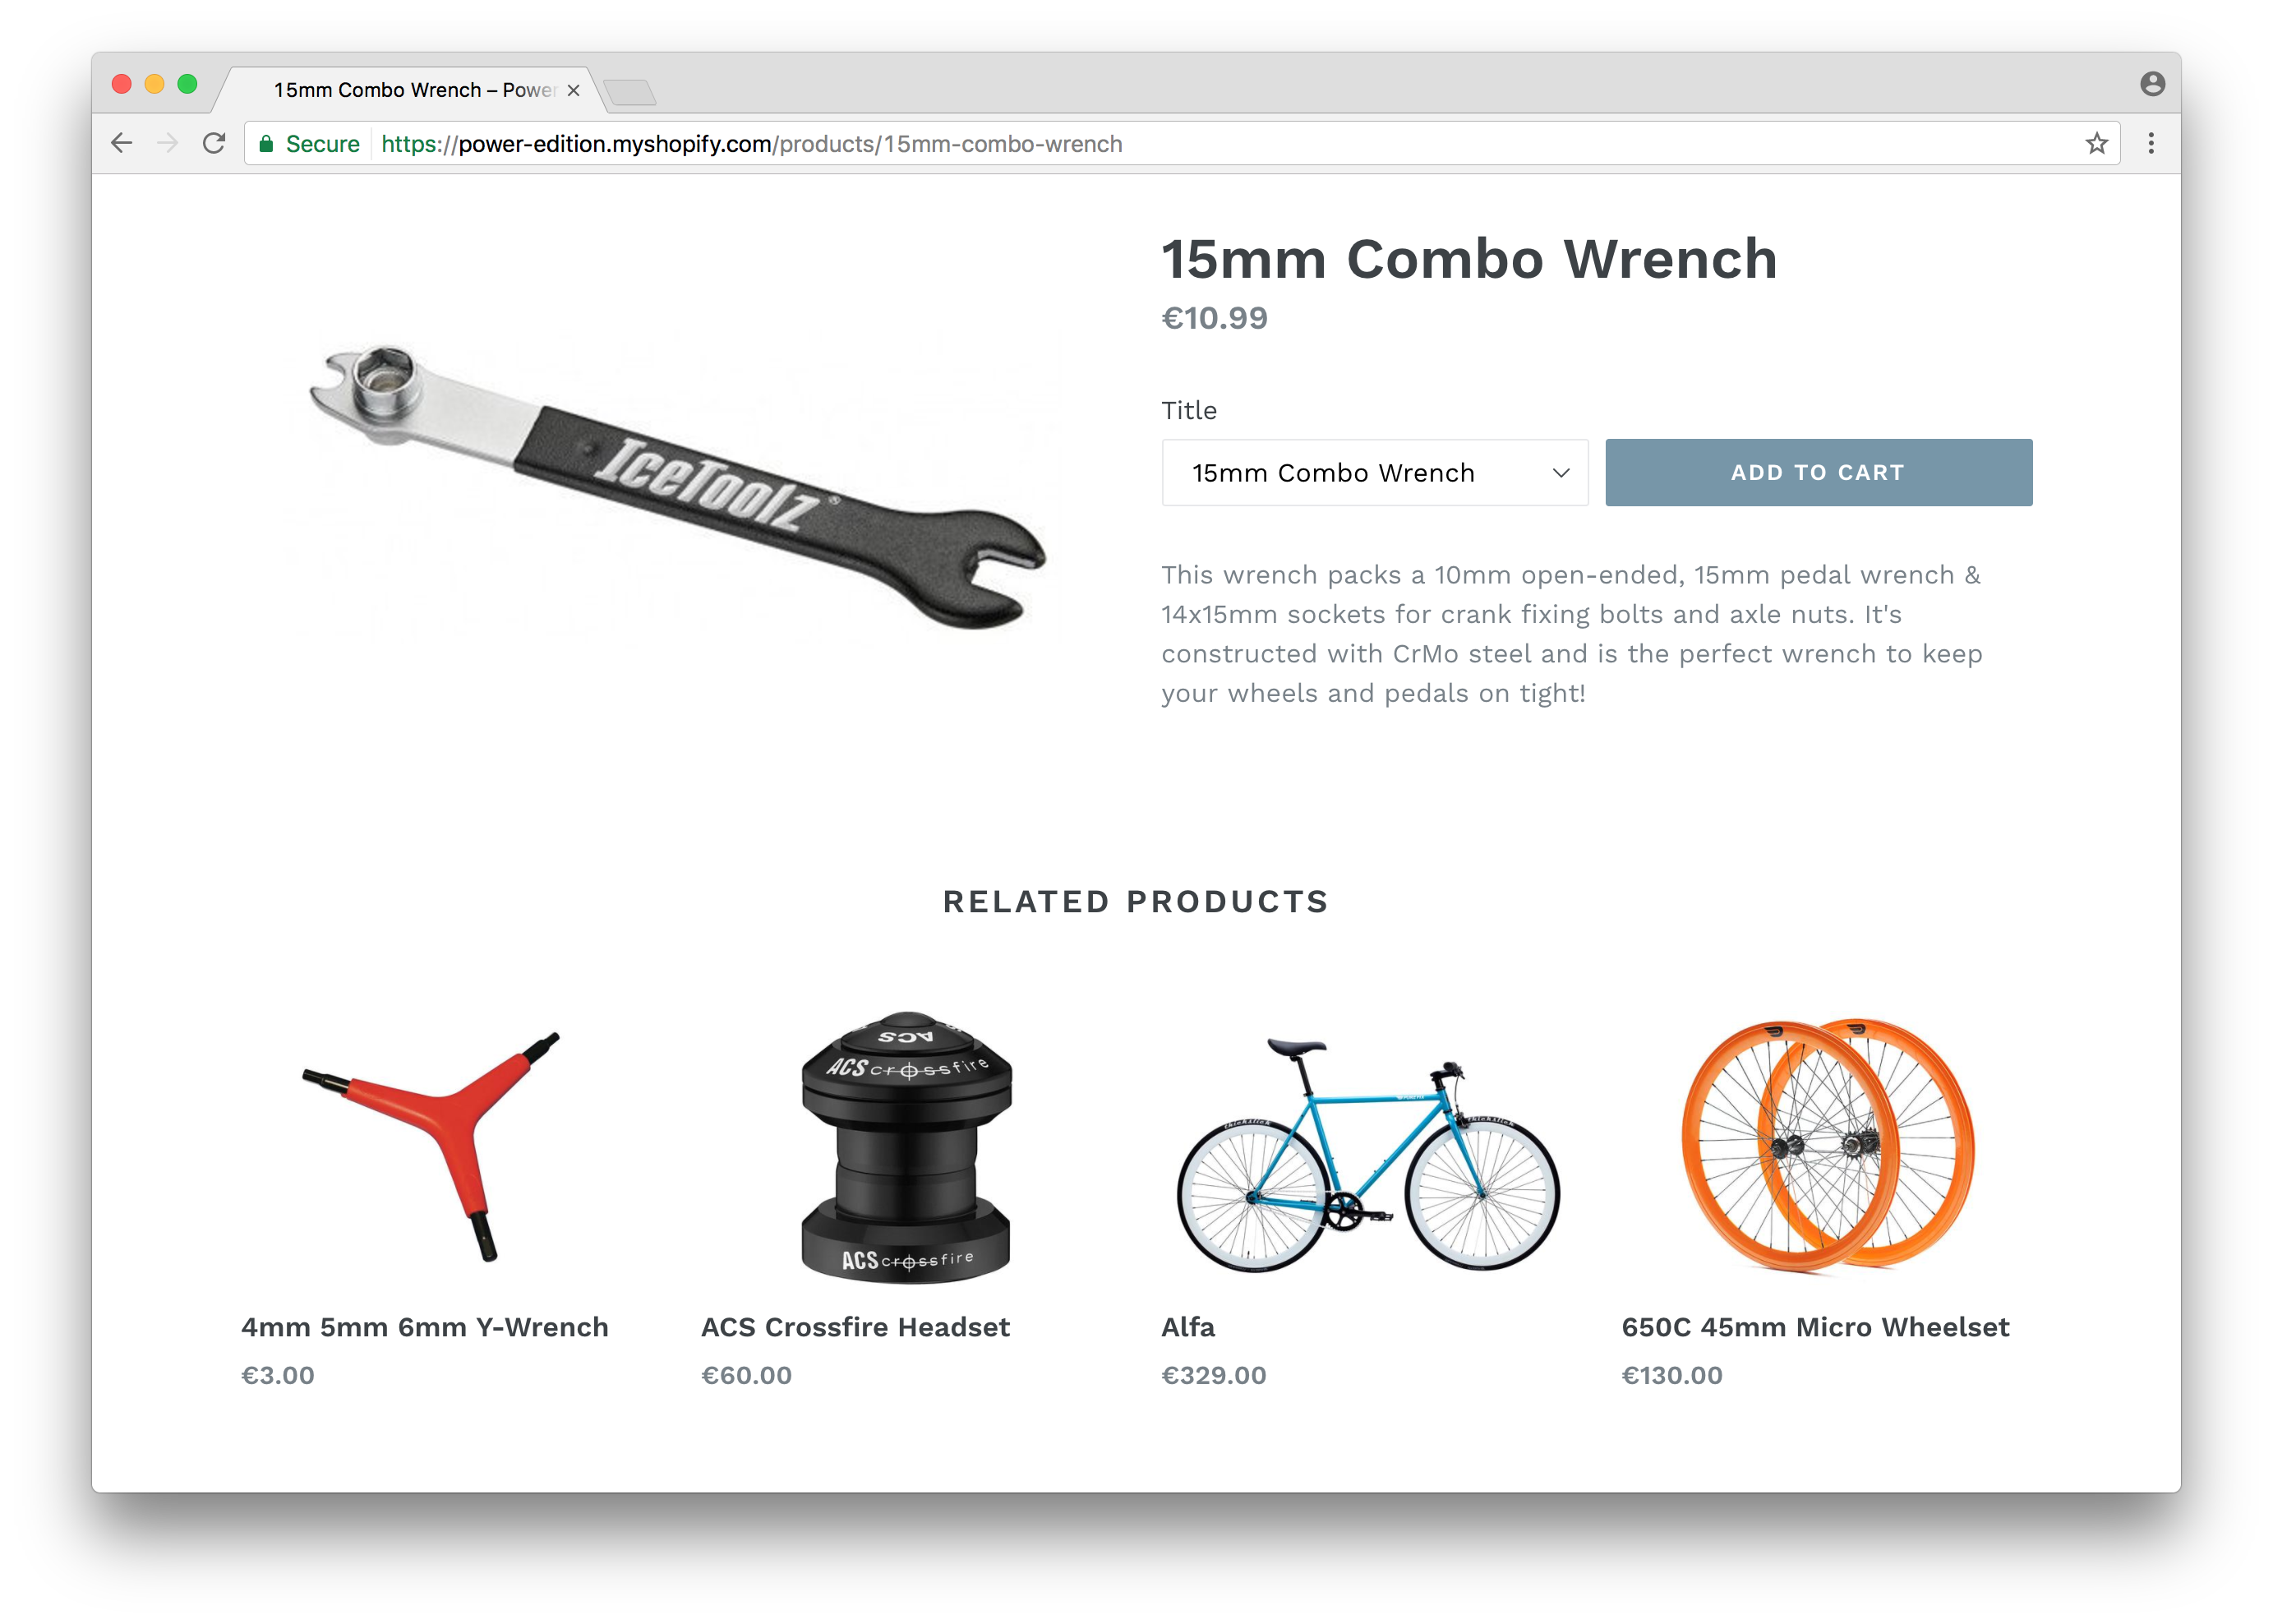 15mm Combo Wrench – Power
Secure
https://power-edition.myshopify.com/products/15mm-combo-wrench
15mm Combo Wrench
€10.99
IceToolz®
Title
15mm Combo Wrench
ADD TO CART
This wrench packs a 10mm open-ended, 15mm pedal wrench &
14x15mm sockets for crank fixing bolts and axle nuts. It's
constructed with CrMo steel and is the perfect wrench to keep
your wheels and pedals on tight!
RELATED PRODUCTS
ACS
ACS crossfire
ACS crossfire
thickslick
thickslick
4mm 5mm 6mm Y-Wrench
ACS Crossfire Headset
Alfa
650C 45mm Micro Wheelset
€3.00
€60.00
€329.00
€130.00